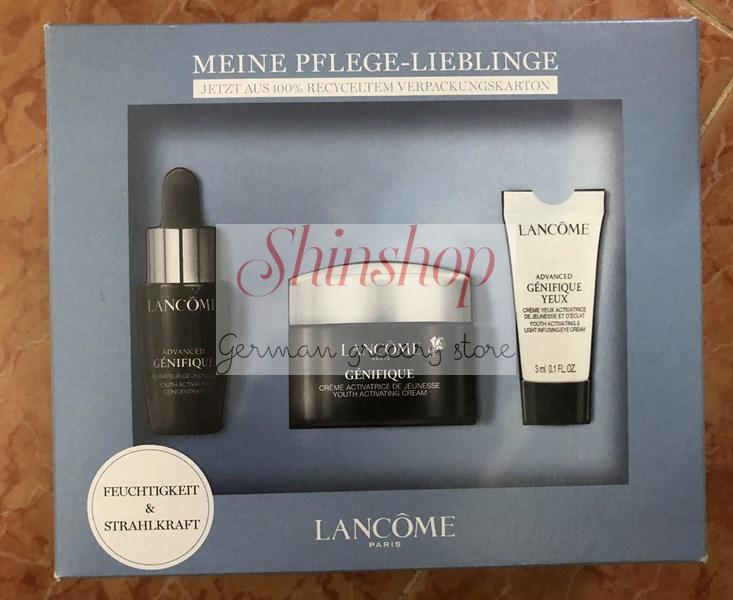 MEINE PFLEGE-LIEBLINGE
JETZT AUS 100% RECYCELTEM VERPACKUNGSKARTON
LANCÔME
ADVANCED
GÉNIFIQUE
YOUTH ACTIVATING
CONCENTRATE
Shinshop
German grocery store
LANCÔME
PARIS
GÉNIFIQUE
CRÈME ACTIVATRICE DE JEUNESSE
YOUTH ACTIVATING CREAM
LANCÔME
ADVANCED
GÉNIFIQUE
YEUX
CRÈME YEUX ACTIVATRICE
DE JEUNESSE ET D'ÉCLAT
YOUTH ACTIVATING &
LIGHT INFUSING EYE CREAM
3 ml 0.1 FL.OZ.
FEUCHTIGKEIT
&
STRAHLKRAFT
LANCÔME
PARIS